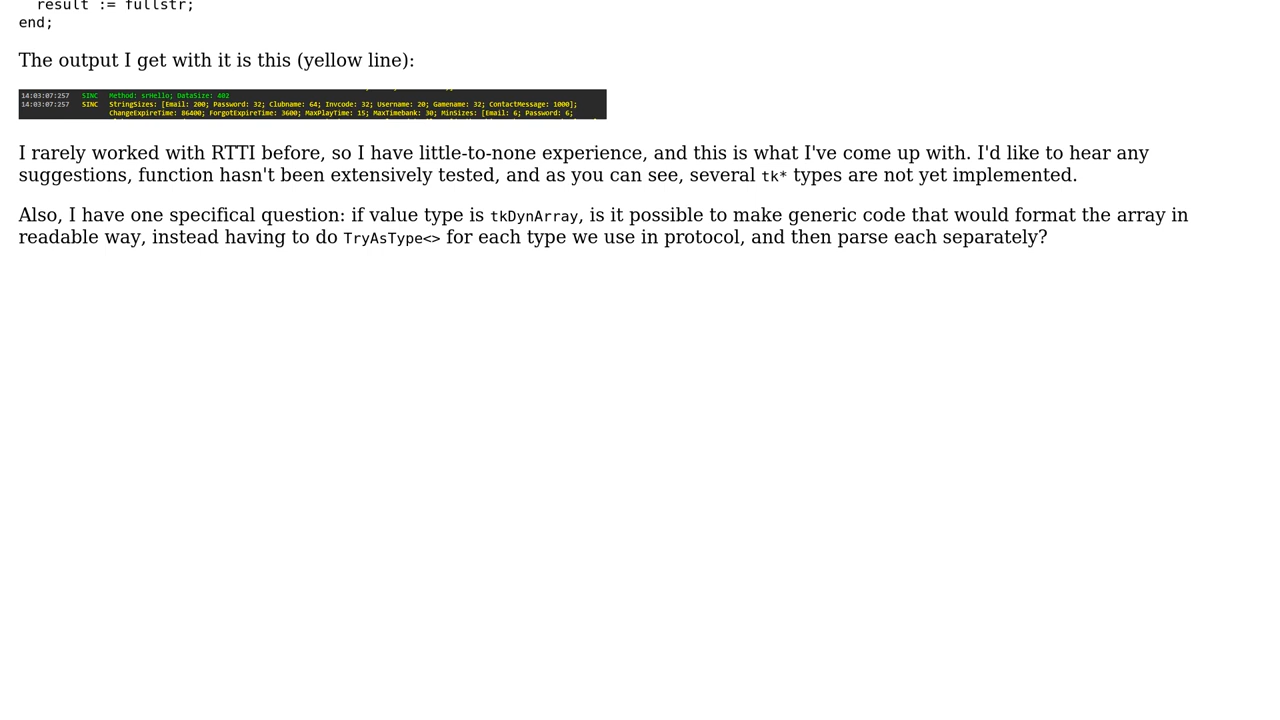 result := fullstr;
end;
The output I get with it is this (yellow line):
14:03:07:257 SINC Method: srHello; DataSize: 402
14:03:07:257 SINC StringSizes: [Email: 200; Password: 32; Clubname: 64; Invcode: 32; Username: 20; Gamename: 32; ContactMessage: 1000];
ChangeExpireTime: 86400; ForgotExpireTime: 3600; MaxPlayTime: 15; MaxTimebank: 30; MinSizes: [Email: 6; Password: 6;
I rarely worked with RTTI before, so I have little-to-none experience, and this is what I've come up with. I'd like to hear any
suggestions, function hasn't been extensively tested, and as you can see, several tk* types are not yet implemented.
Also, I have one specifical question: if value type is tkDynArray, is it possible to make generic code that would format the array in
readable way, instead having to do TryAsType<> for each type we use in protocol, and then parse each separately?